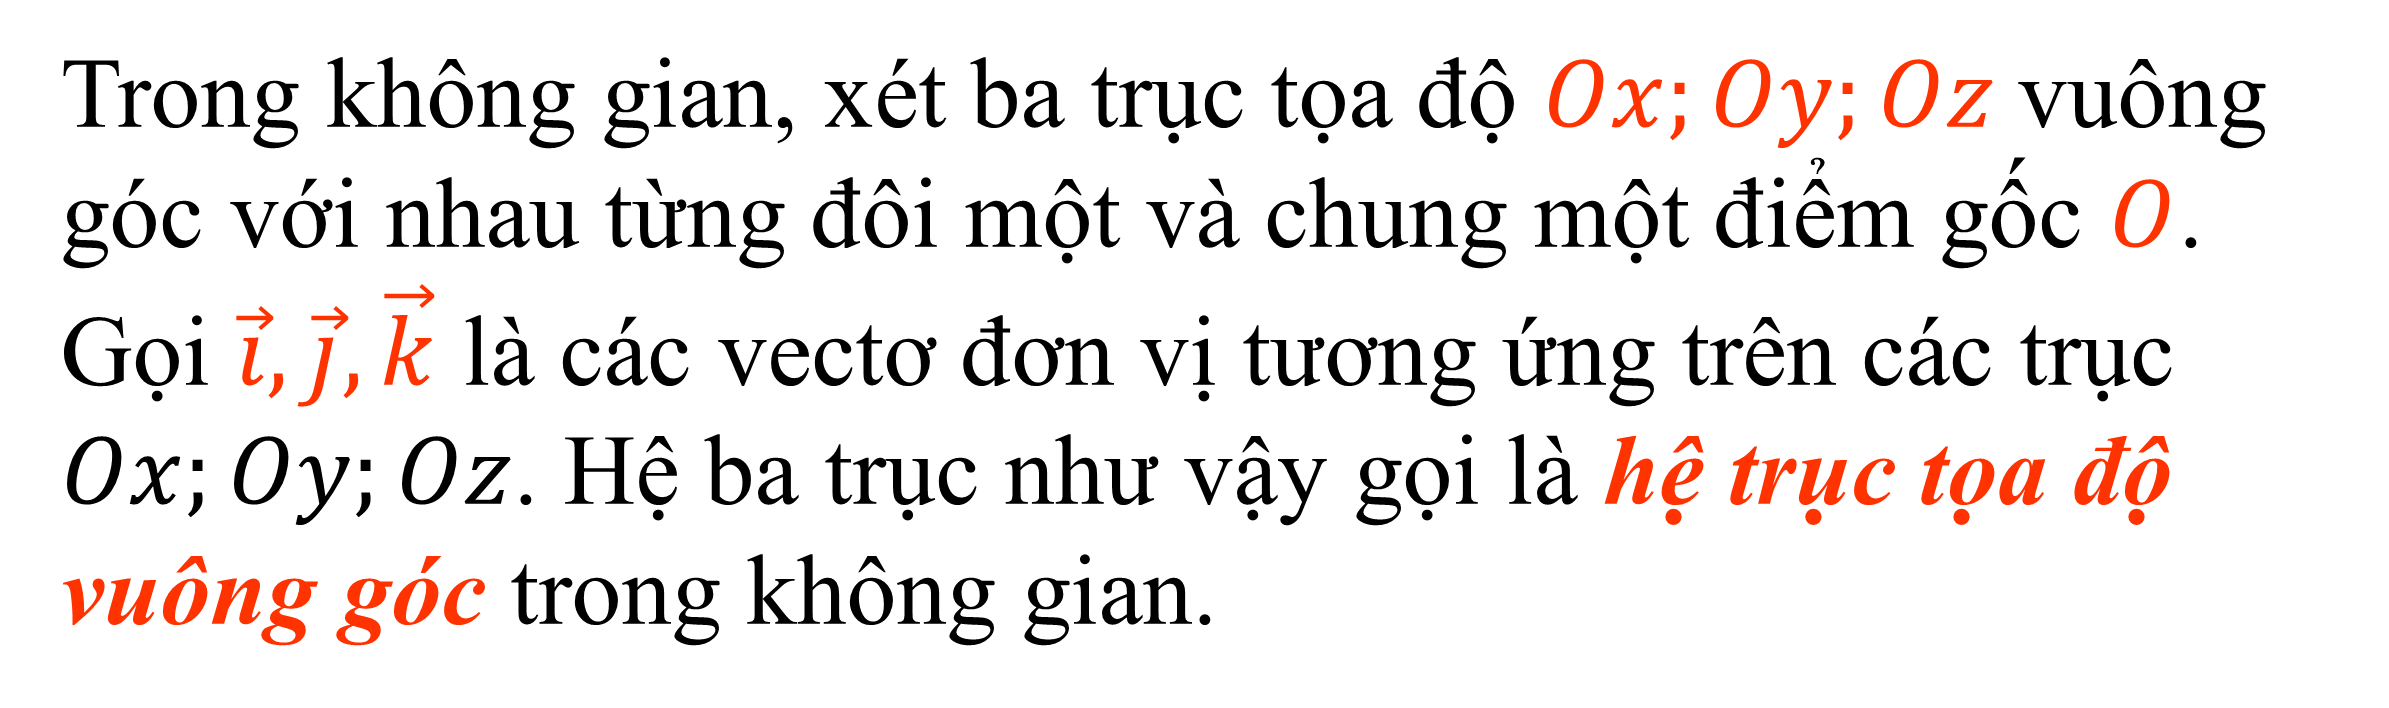 Trong không gian, xét ba trục tọa độ Ox; Oy; Oz vuông
góc với nhau từng đôi một và chung một điểm gốc O.
Gọi i⃗, j⃗, k⃗ là các vectơ đơn vị tương ứng trên các trục
Ox; Oy; Oz. Hệ ba trục như vậy gọi là hệ trục tọa độ
vuông góc trong không gian.